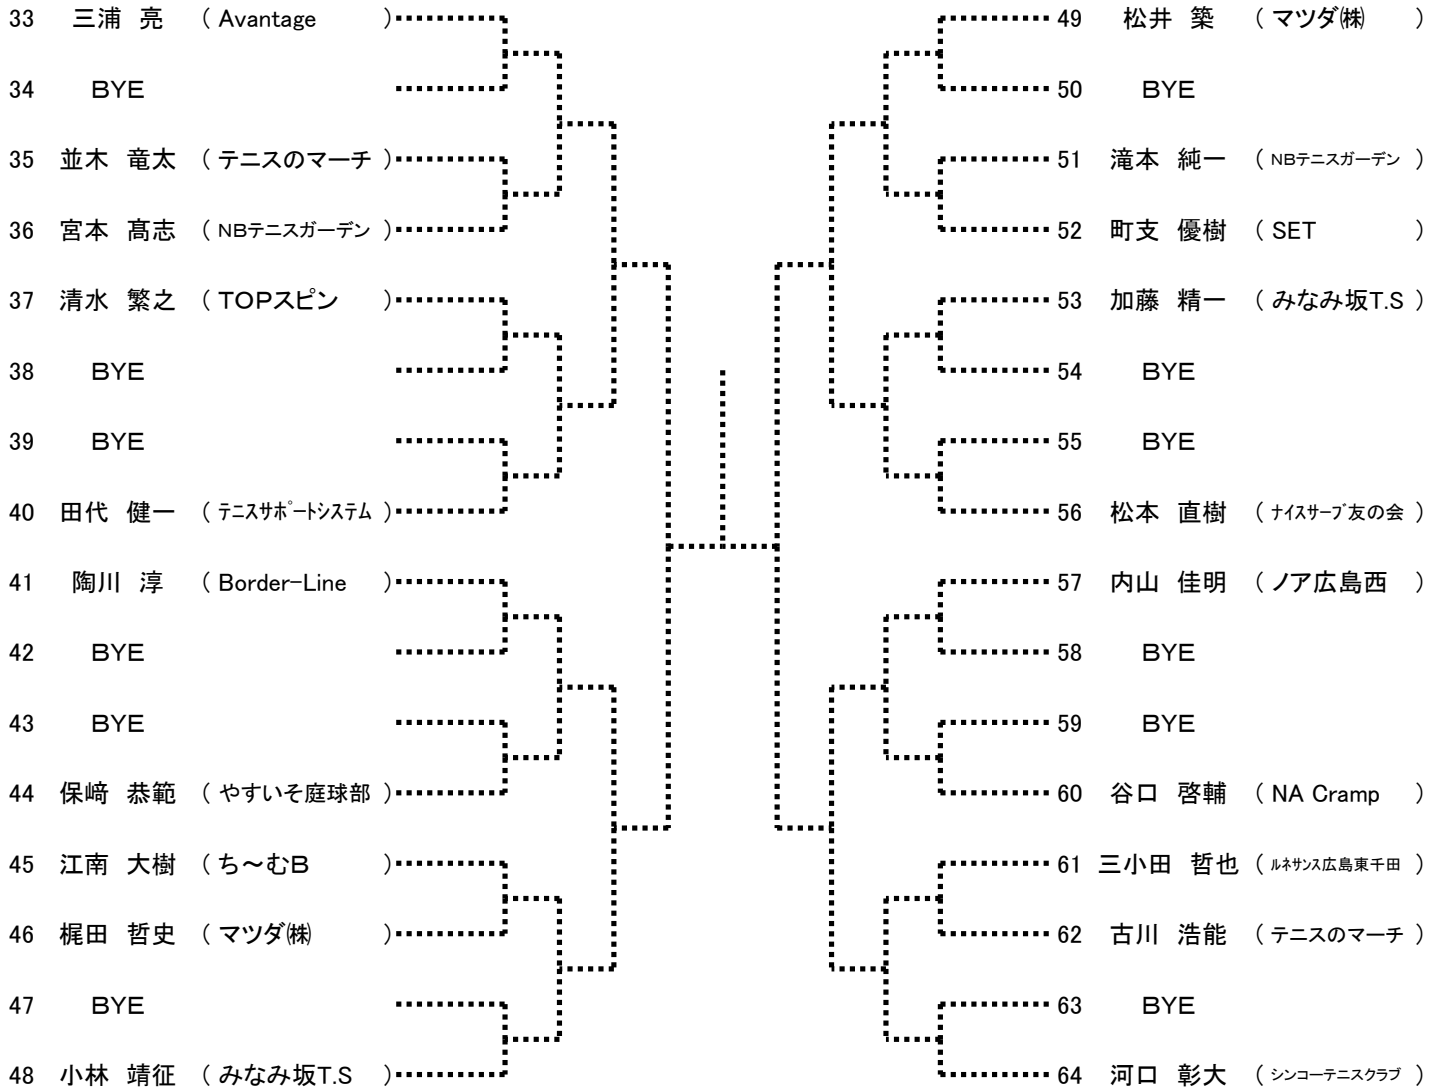 33 三浦 亮 ( Avantage )
34 BYE
35 並木 竜太 ( テニスのマーチ )
36 宮本 髙志 ( NBテニスガーデン )
37 清水 繁之 ( TOPスピン )
38 BYE
39 BYE
40 田代 健一 ( ﾃﾆｽｻﾎﾟｰﾄｼｽﾃﾑ )
41 陶川 淳 ( Border-Line )
42 BYE
43 BYE
44 保﨑 恭範 ( やすいそ庭球部 )
45 江南 大樹 ( ち～むB )
46 梶田 哲史 ( マツダ㈱ )
47 BYE
48 小林 靖征 ( みなみ坂T.S )
49 松井 築 ( マツダ㈱ )
50 BYE
51 滝本 純一 ( NBテニスガーデン )
52 町支 優樹 ( SET )
53 加藤 精一 ( みなみ坂T.S )
54 BYE
55 BYE
56 松本 直樹 ( ﾅｲｽｻｰﾌﾞ友の会 )
57 内山 佳明 ( ノア広島西 )
58 BYE
59 BYE
60 谷口 啓輔 ( NA Cramp )
61 三小田 哲也 ( ﾙﾈｻﾝｽ広島東千田 )
62 古川 浩能 ( テニスのマーチ )
63 BYE
64 河口 彰大 ( シンコーテニスクラブ )